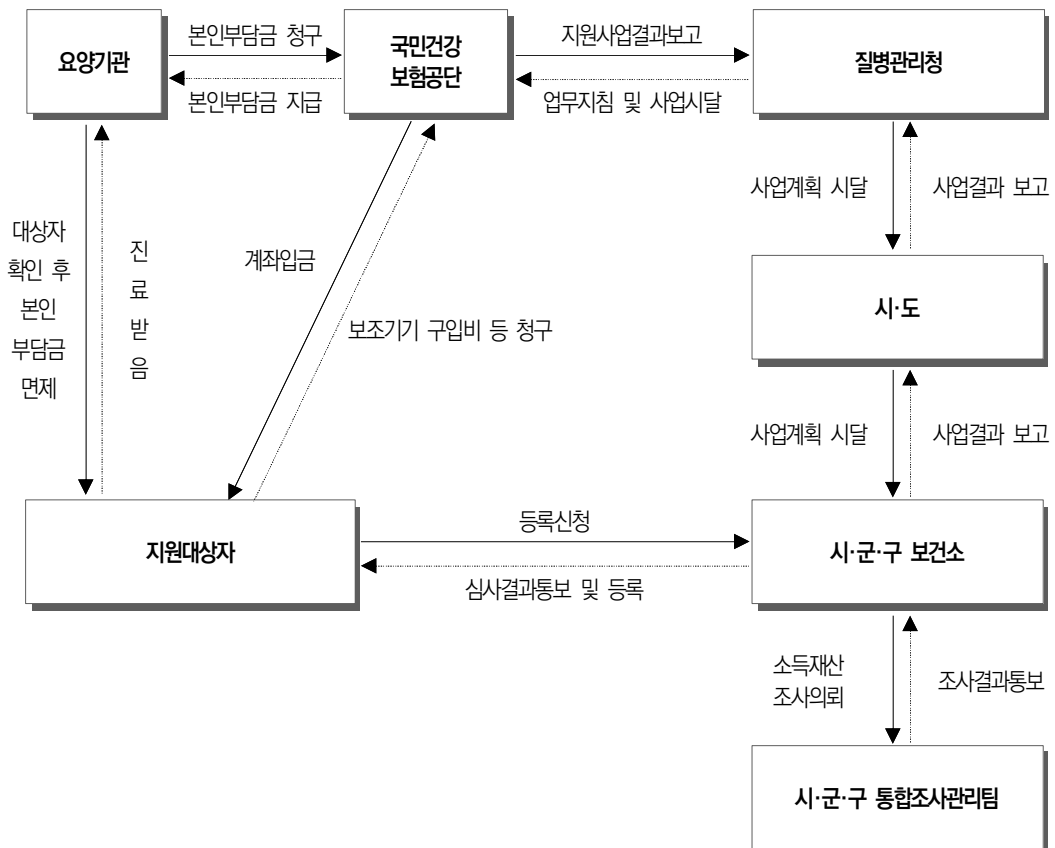 요양기관
본인부담금 청구
본인부담금 지급
국민건강
보험공단
지원사업결과보고
업무지침 및 사업시달
질병관리청
사업계획 시달
사업결과 보고
대상자
확인 후
본인
부담금
면제
진
료
받
음
계좌입금
보조기기 구입비 등 청구
시·도
사업계획 시달
사업결과 보고
지원대상자
등록신청
심사결과통보 및 등록
시·군·구 보건소
소득재산
조사의뢰
조사결과통보
시·군·구 통합조사관리팀